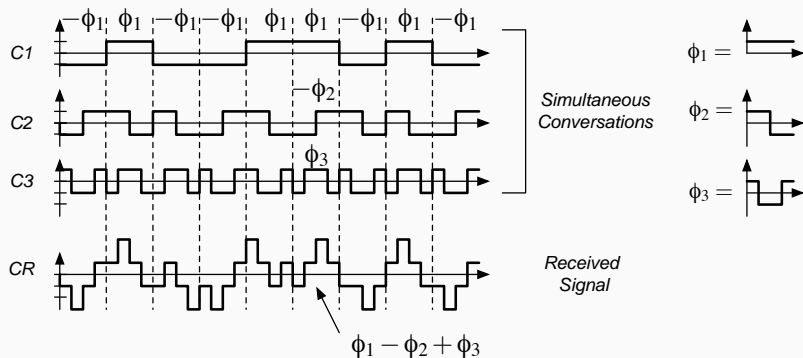 −ϕ₁ ϕ₁ −ϕ₁ −ϕ₁ ϕ₁ ϕ₁ −ϕ₁ ϕ₁ −ϕ₁
C1
ϕ₁ =
−ϕ₂
C2
Simultaneous
Conversations
ϕ₂ =
ϕ₃
C3
ϕ₃ =
CR
Received
Signal
ϕ₁ − ϕ₂ + ϕ₃